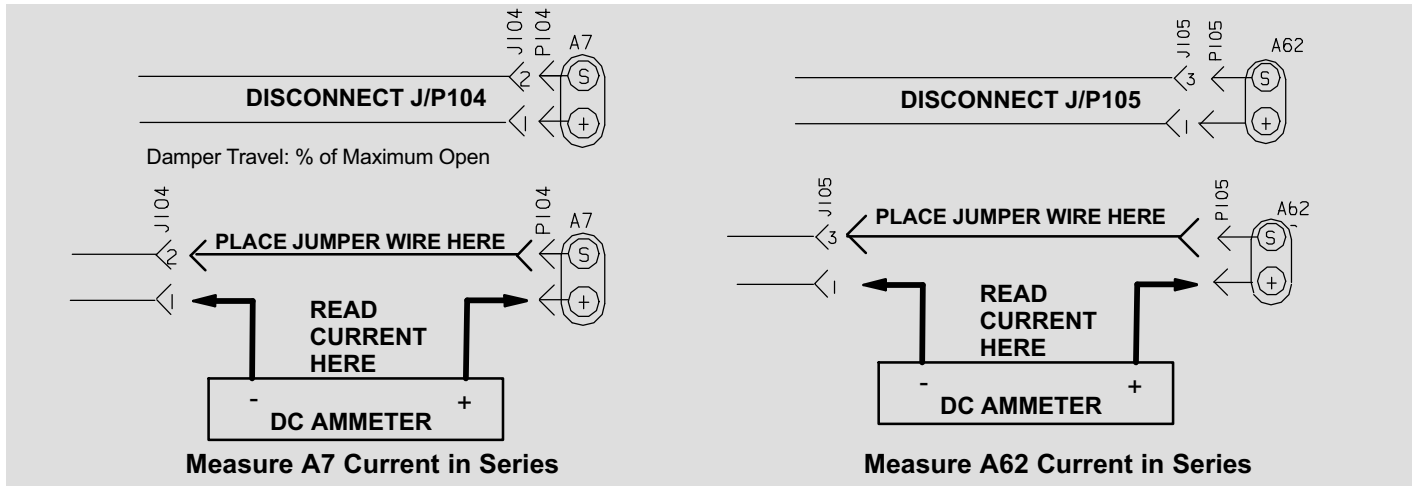 J104
P104
A7
2
S
DISCONNECT J/P104
1
+
Damper Travel: % of Maximum Open
J104
P104
A7
2
PLACE JUMPER WIRE HERE
S
1
+
READ
CURRENT
HERE
-
+
DC AMMETER
Measure A7 Current in Series
J105
P105
A62
3
S
DISCONNECT J/P105
1
+
J105
P105
A62
3
PLACE JUMPER WIRE HERE
S
1
+
READ
CURRENT
HERE
-
+
DC AMMETER
Measure A62 Current in Series